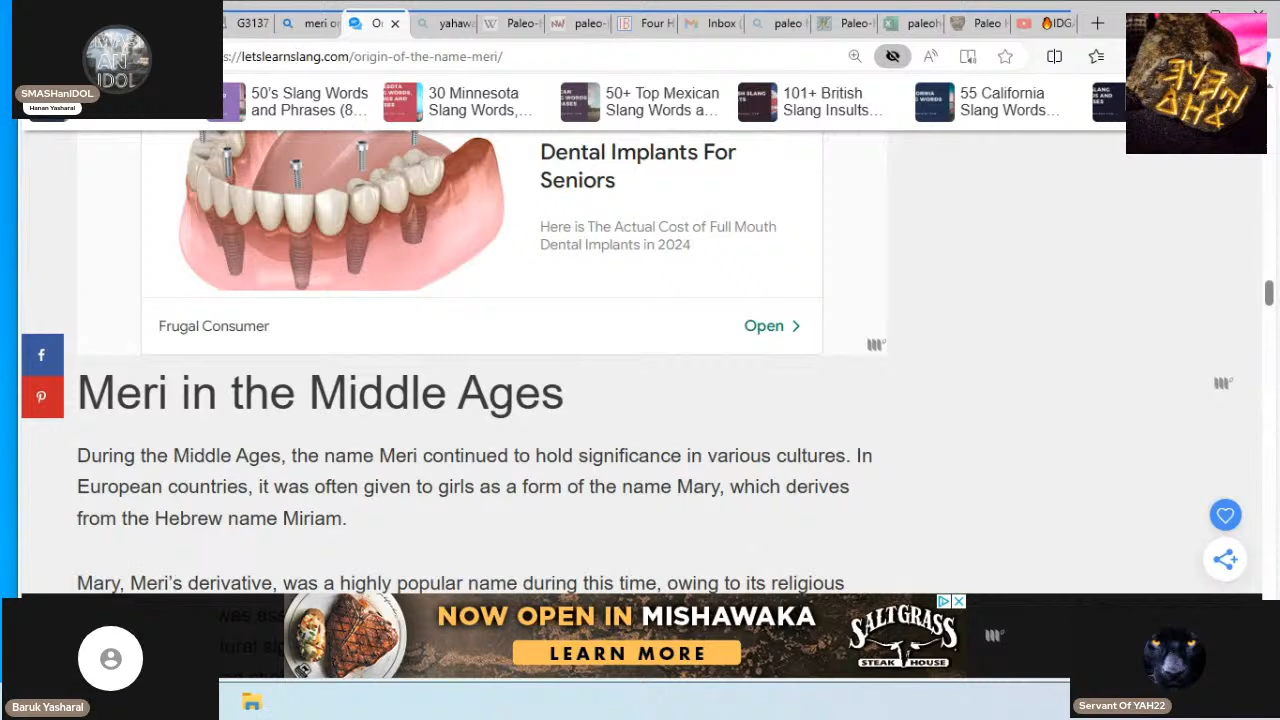 G3137
meri or
Or
yahaw
Paleo-H
paleo-
Four H
Inbox (
paleo h
Paleo-H
paleoh
Paleo H
IDG
s://letslearnslang.com/origin-of-the-name-meri/
MASH
AN
IDOL
SMASHanIDOL
Hanan Yasharal
50's Slang Words
and Phrases (8...
30 Minnesota
Slang Words,...
50+ Top Mexican
Slang Words a...
101+ British
Slang Insults...
55 California
Slang Words...
Dental Implants For
Seniors
Here is The Actual Cost of Full Mouth
Dental Implants in 2024
Frugal Consumer
Open
Meri in the Middle Ages
During the Middle Ages, the name Meri continued to hold significance in various cultures. In
European countries, it was often given to girls as a form of the name Mary, which derives
from the Hebrew name Miriam.
Mary, Meri's derivative, was a highly popular name during this time, owing to its religious
NOW OPEN IN MISHAWAKA
LEARN MORE
SALTGRASS
STEAK HOUSE
Baruk Yasharal
Servant Of YAH22